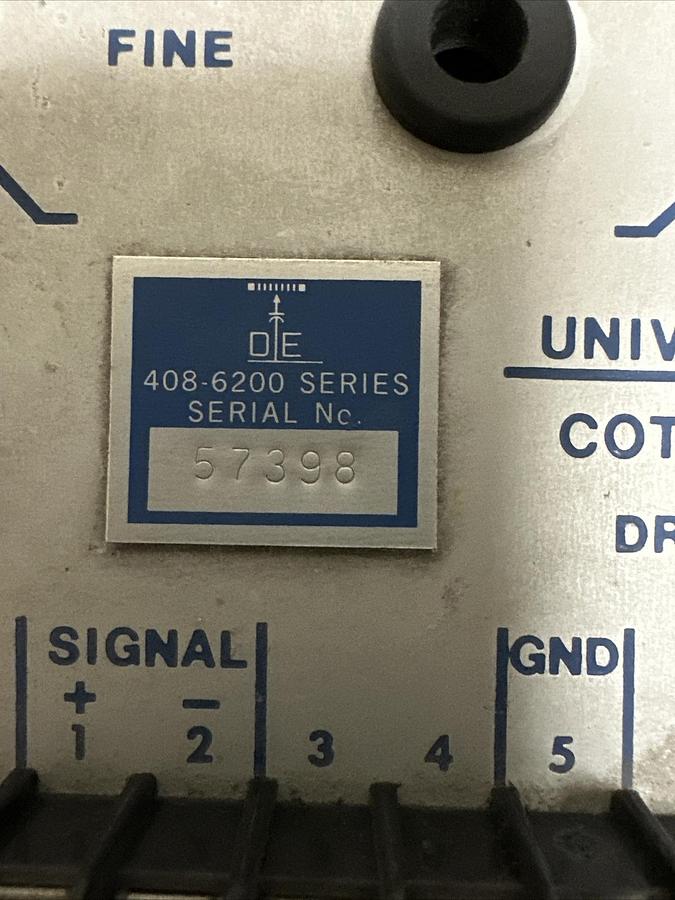 FINE
DE
408-6200 SERIES
SERIAL No.
57398
UNIV
COT
DR
SIGNAL
GND
+ −
1 2 3 4 5